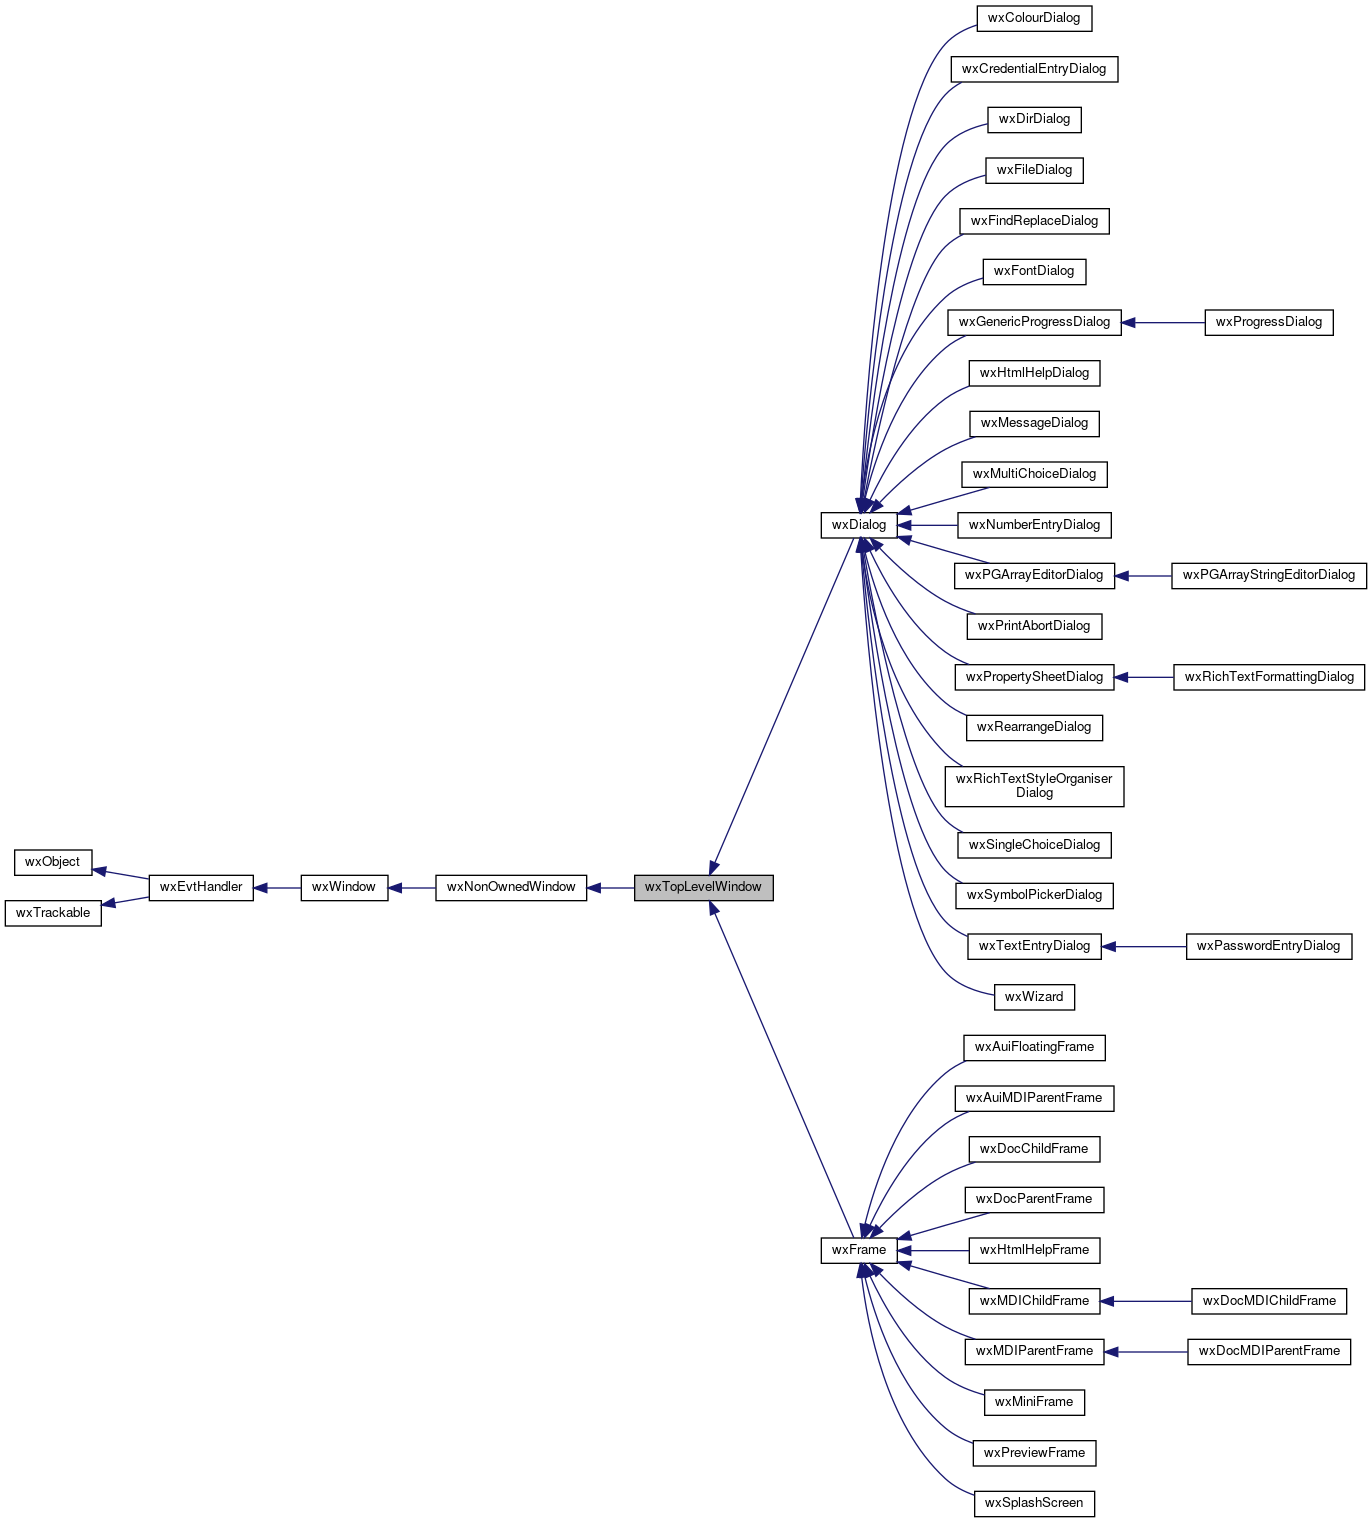 wxColourDialog
wxCredentialEntryDialog
wxDirDialog
wxFileDialog
wxFindReplaceDialog
wxFontDialog
wxGenericProgressDialog
wxProgressDialog
wxHtmlHelpDialog
wxMessageDialog
wxMultiChoiceDialog
wxDialog
wxNumberEntryDialog
wxPGArrayEditorDialog
wxPGArrayStringEditorDialog
wxPrintAbortDialog
wxPropertySheetDialog
wxRichTextFormattingDialog
wxRearrangeDialog
wxRichTextStyleOrganiser
Dialog
wxSingleChoiceDialog
wxObject
wxTrackable
wxEvtHandler
wxWindow
wxNonOwnedWindow
wxTopLevelWindow
wxSymbolPickerDialog
wxTextEntryDialog
wxPasswordEntryDialog
wxWizard
wxAuiFloatingFrame
wxAuiMDIParentFrame
wxDocChildFrame
wxDocParentFrame
wxFrame
wxHtmlHelpFrame
wxMDIChildFrame
wxDocMDIChildFrame
wxMDIParentFrame
wxDocMDIParentFrame
wxMiniFrame
wxPreviewFrame
wxSplashScreen